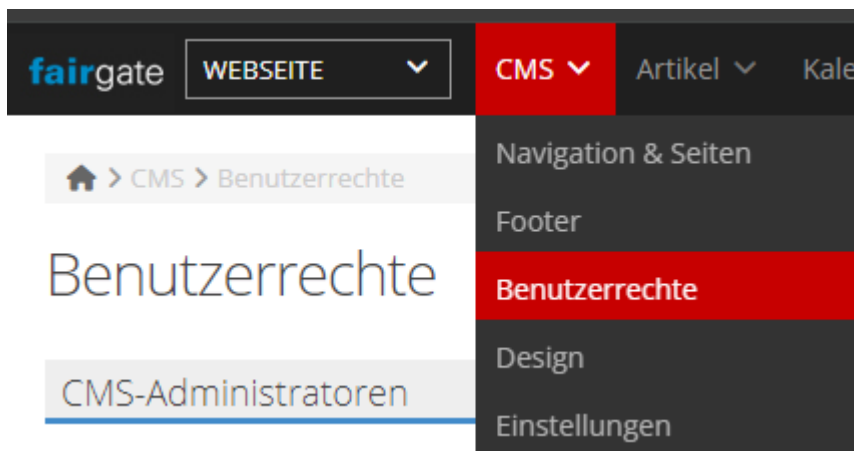 fairgate WEBSEITE CMS Artikel
Navigation & Seiten
> CMS > Benutzerrechte
Footer
Benutzerrechte
Benutzerrechte
Design
CMS-Administratoren
Einstellungen